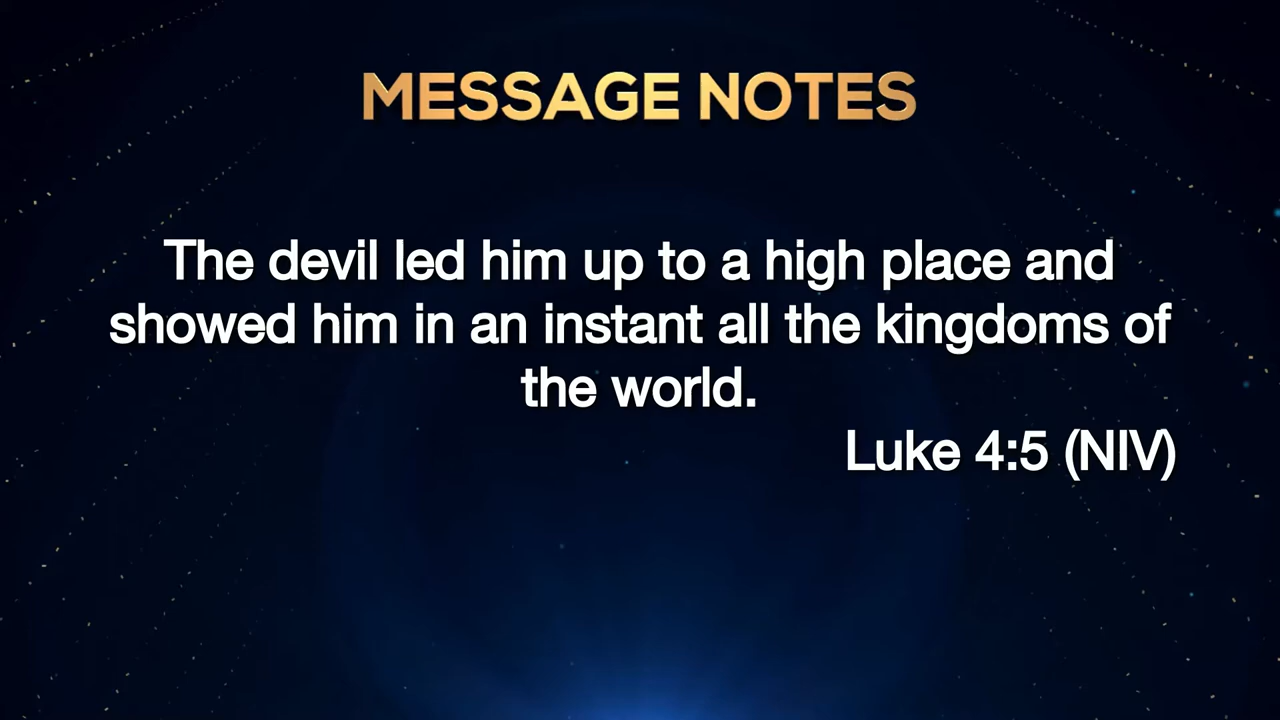 MESSAGE NOTES
The devil led him up to a high place and
showed him in an instant all the kingdoms of
the world.
Luke 4:5 (NIV)